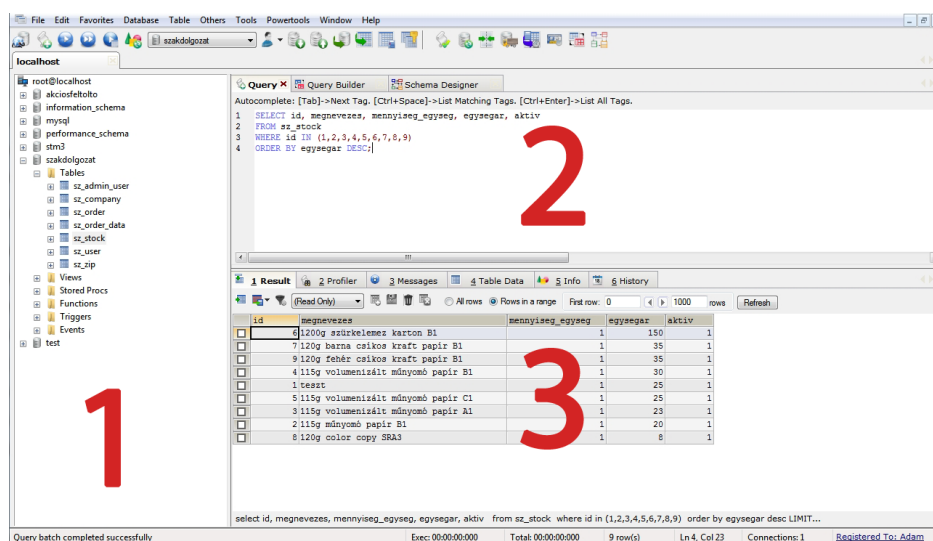 File Edit Favorites Database Table Others Tools Powertools Window Help
szakdolgozat
localhost
root@localhost
akciosfeltolto
information_schema
mysql
performance_schema
stm3
szakdolgozat
Tables
sz_admin_user
sz_company
sz_order
sz_order_data
sz_stock
sz_user
sz_zip
Views
Stored Procs
Functions
Triggers
Events
test
1
Query Query Builder Schema Designer
Autocomplete: [Tab]->Next Tag. [Ctrl+Space]->List Matching Tags. [Ctrl+Enter]->List All Tags.
1 SELECT id, megnevezes, mennyiseg_egyseg, egysegar, aktiv
2 FROM sz_stock
3 WHERE id IN (1,2,3,4,5,6,7,8,9)
4 ORDER BY egysegar DESC;
2
1 Result 2 Profiler 3 Messages 4 Table Data 5 Info 6 History
(Read Only) All rows Rows in a range First row: 0 1000 rows Refresh
id megnevezes mennyiseg_egyseg egysegar aktiv
6 1200g szürkelemez karton B1 1 150 1
7 120g barna csikos kraft papír B1 1 35 1
9 120g fehér csikos kraft papír B1 1 35 1
4 115g volumenizált műnyomó papír B1 1 30 1
1 teszt 1 25 1
5 115g volumenizált műnyomó papír C1 1 25 1
3 115g volumenizált műnyomó papír A1 1 23 1
2 115g műnyomó papír B1 1 20 1
8 120g color copy SRA3 1 8 1
3
select id, megnevezes, mennyiseg_egyseg, egysegar, aktiv from sz_stock where id in (1,2,3,4,5,6,7,8,9) order by egysegar desc LIMIT...
Query batch completed successfully Exec: 00:00:00:000 Total: 00:00:00:000 9 row(s) Ln 4, Col 23 Connections: 1 Registered To: Adam